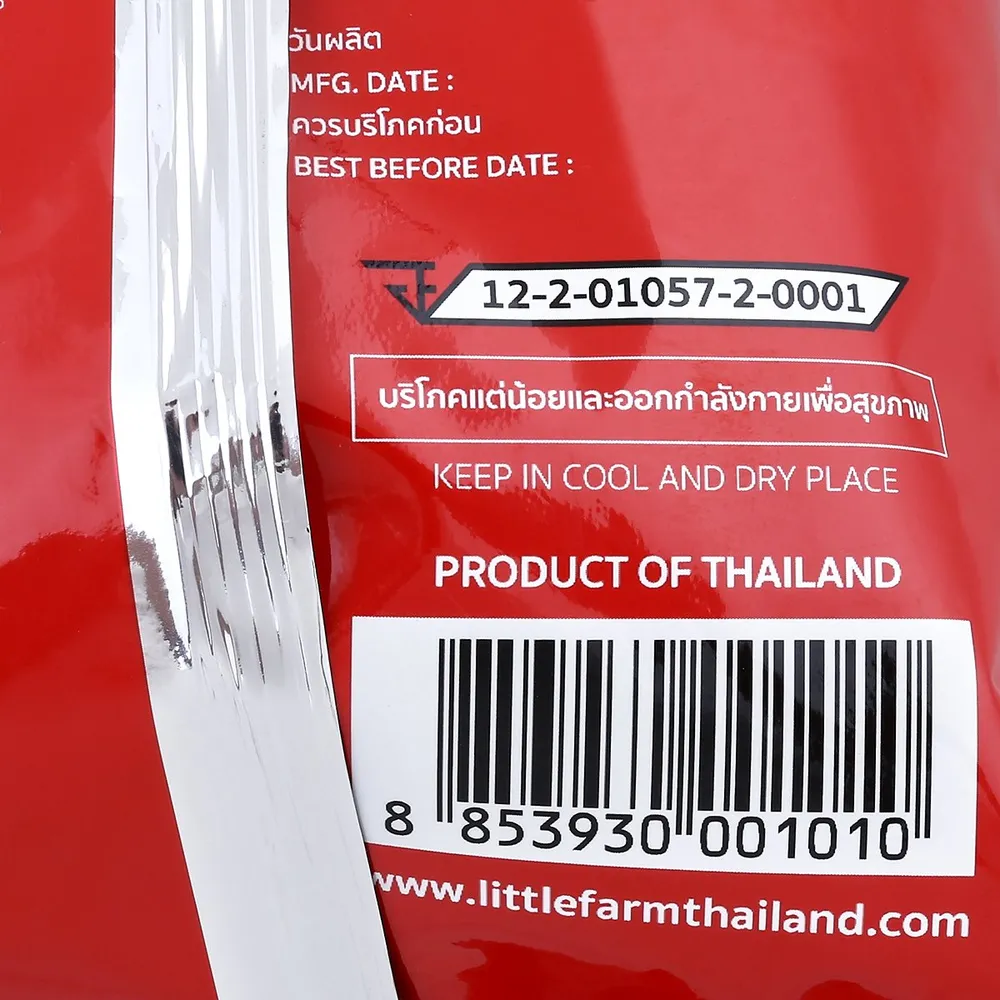 วันผลิต
MFG. DATE :
ควรบริโภคก่อน
BEST BEFORE DATE :
12-2-01057-2-0001
บริโภคแต่น้อยและออกกำลังกายเพื่อสุขภาพ
KEEP IN COOL AND DRY PLACE
PRODUCT OF THAILAND
8 853930 001010
www.littlefarmthailand.com